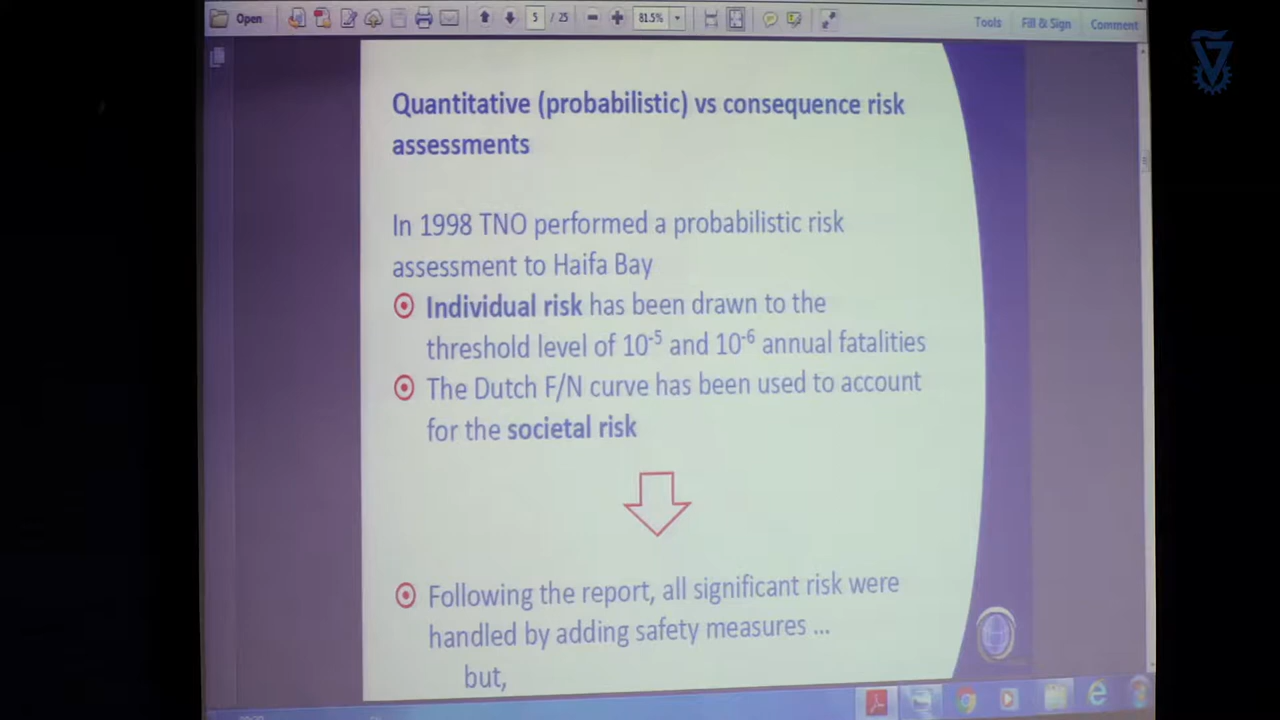 Open
5 / 25
81.5%
Tools Fill & Sign Comment
Quantitative (probabilistic) vs consequence risk
assessments
In 1998 TNO performed a probabilistic risk
assessment to Haifa Bay
Individual risk has been drawn to the
threshold level of 10⁻⁵ and 10⁻⁶ annual fatalities
The Dutch F/N curve has been used to account
for the societal risk
Following the report, all significant risk were
handled by adding safety measures ...
but,